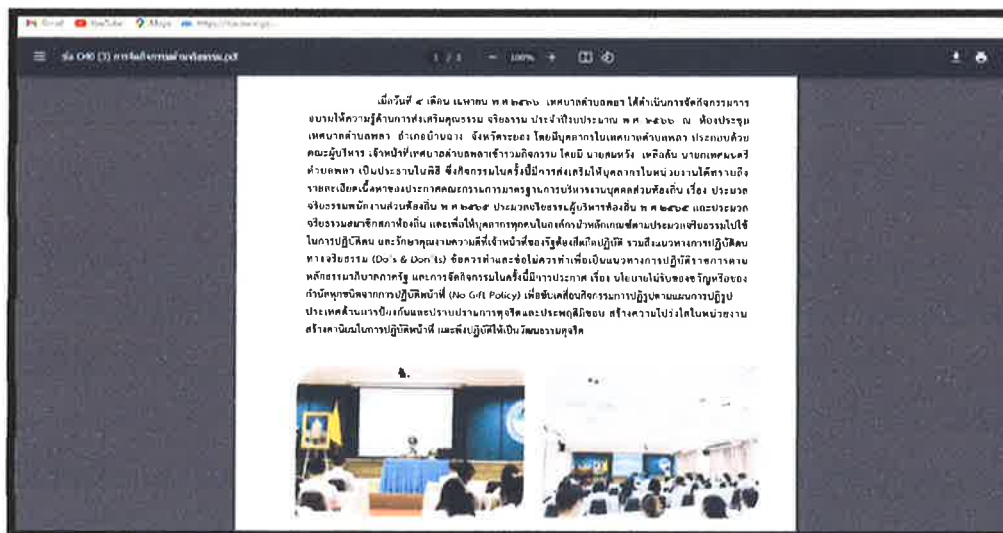 Gmail YouTube Maps
ข้อ O40 (3) การจัดกิจกรรมด้านจริยธรรม.pdf 1 / 1 100%
เมื่อวันที่ ๔ เดือน เมษายน พ.ศ ๒๕๖๖ เทศบาลตำบลพลา ได้ดำเนินการจัดกิจกรรมการ
อบรมให้ความรู้ด้านการส่งเสริมคุณธรรม จริยธรรม ประจำปีงบประมาณ พ.ศ. ๒๕๖๖ ณ ห้องประชุม
เทศบาลตำบลพลา อำเภอบ้านฉาง จังหวัดระยอง โดยมีบุคลากรในเทศบาลตำบลพลา ประกอบด้วย
คณะผู้บริหาร เจ้าหน้าที่เทศบาลตำบลพลาเข้าร่วมกิจกรรม โดยมี นายสมหวัง นายกเทศมนตรี
ตำบลพลา เป็นประธานในพิธี ซึ่งกิจกรรมในครั้งนี้มีการส่งเสริมให้บุคลากรในหน่วยงานได้ทราบถึง
รายละเอียดเนื้อหาของประกาศคณะกรรมการมาตรฐานการบริหารงานบุคคลส่วนท้องถิ่น เรื่อง ประมวล
จริยธรรมพนักงานส่วนท้องถิ่น พ.ศ ๒๕๖๕ ประมวลจริยธรรมผู้บริหารท้องถิ่น พ.ศ ๒๕๖๕ และประมวล
จริยธรรมสมาชิกสภาท้องถิ่น และเพื่อให้บุคลากรทุกคนในองค์กรนำหลักเกณฑ์ตามประมวลจริยธรรมไปใช้
ในการปฏิบัติตน และรักษาคุณงามความดีที่เจ้าหน้าที่ของรัฐต้องยึดถือปฏิบัติ รวมถึงแนวทางการปฏิบัติตน
ทางจริยธรรม (Do's & Don'ts) ข้อควรทำและข้อไม่ควรทำเพื่อเป็นแนวทางการปฏิบัติราชการตาม
หลักธรรมาภิบาลภาครัฐ และการจัดกิจกรรมในครั้งนี้มีการประกาศ เรื่อง นโยบายไม่รับของขวัญหรือของ
กำนัลทุกชนิดจากการปฏิบัติหน้าที่ (No Gift Policy) เพื่อขับเคลื่อนกิจกรรมการปฏิรูปตามแผนการปฏิรูป
ประเทศด้านการป้องกันและปราบปรามการทุจริตและประพฤติมิชอบ สร้างความโปร่งใสในหน่วยงาน
สร้างค่านิยมในการปฏิบัติหน้าที่ และพึงปฏิบัติให้เป็นวัฒนธรรมสุจริต